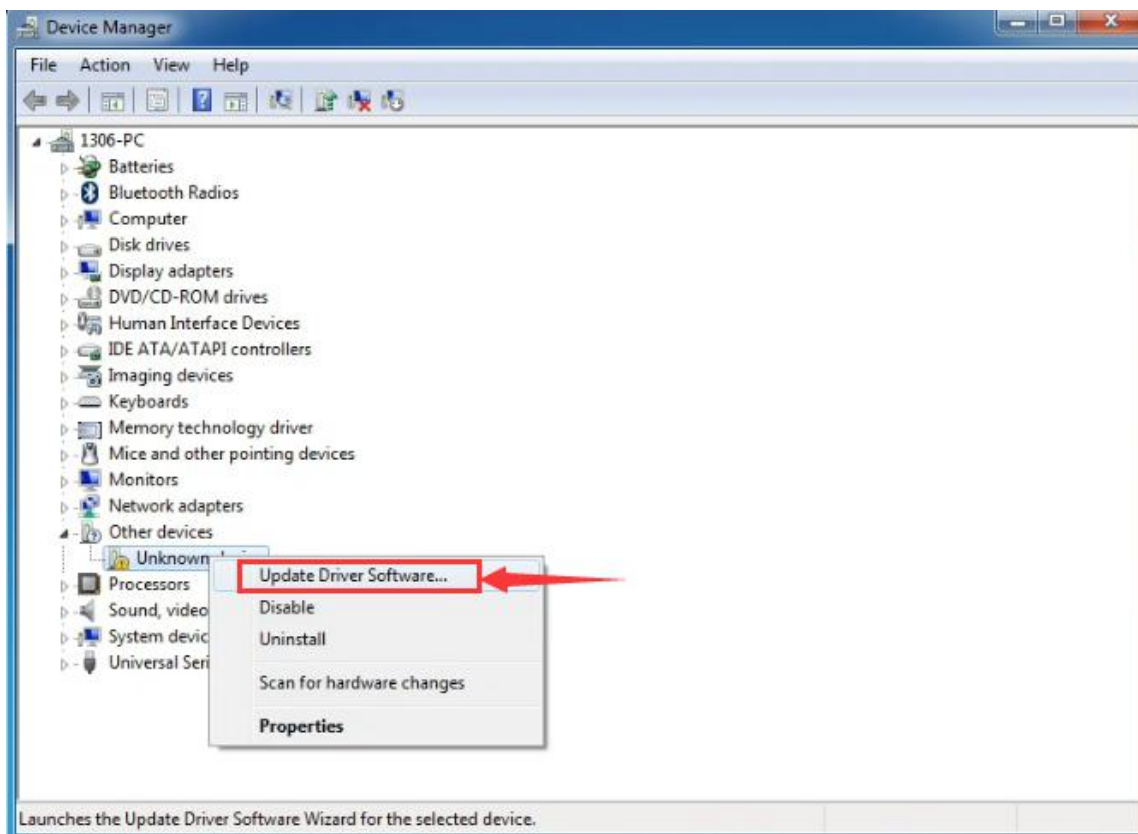 Device Manager
File Action View Help
1306-PC
Batteries
Bluetooth Radios
Computer
Disk drives
Display adapters
DVD/CD-ROM drives
Human Interface Devices
IDE ATA/ATAPI controllers
Imaging devices
Keyboards
Memory technology driver
Mice and other pointing devices
Monitors
Network adapters
Other devices
Unknown
Update Driver Software...
Processors
Disable
Sound, video
System devic
Uninstall
Universal Seri
Scan for hardware changes
Properties
Launches the Update Driver Software Wizard for the selected device.